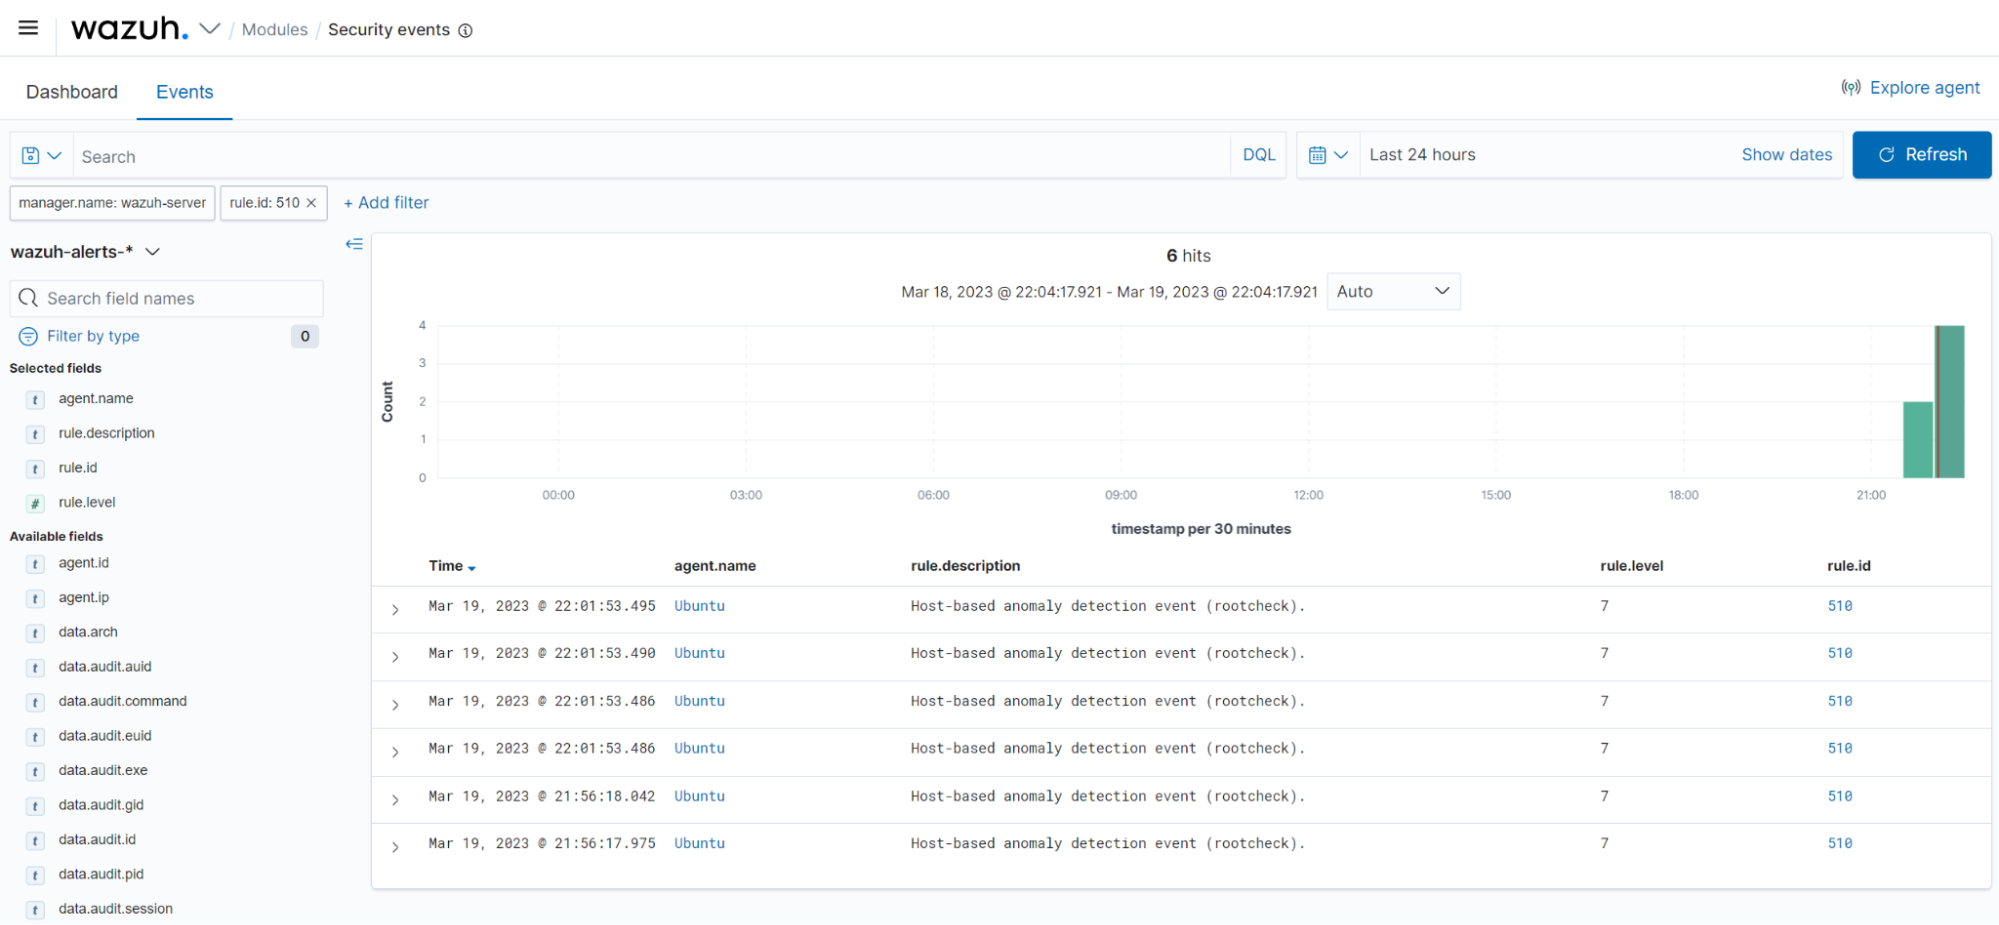 wazuh. / Modules / Security events
Dashboard Events Explore agent
Search DQL Last 24 hours Show dates Refresh
manager.name: wazuh-server rule.id: 510 × + Add filter
wazuh-alerts-*
Search field names
Filter by type 0
Selected fields
t agent.name
t rule.description
t rule.id
# rule.level
Available fields
t agent.id
t agent.ip
t data.arch
t data.audit.auid
t data.audit.command
t data.audit.euid
t data.audit.exe
t data.audit.gid
t data.audit.id
t data.audit.pid
t data.audit.session
6 hits
Mar 18, 2023 @ 22:04:17.921 - Mar 19, 2023 @ 22:04:17.921 Auto
Count
4
3
2
1
0
00:00 03:00 06:00 09:00 12:00 15:00 18:00 21:00
timestamp per 30 minutes
Time agent.name rule.description rule.level rule.id
Mar 19, 2023 @ 22:01:53.495 Ubuntu Host-based anomaly detection event (rootcheck). 7 510
Mar 19, 2023 @ 22:01:53.490 Ubuntu Host-based anomaly detection event (rootcheck). 7 510
Mar 19, 2023 @ 22:01:53.486 Ubuntu Host-based anomaly detection event (rootcheck). 7 510
Mar 19, 2023 @ 22:01:53.486 Ubuntu Host-based anomaly detection event (rootcheck). 7 510
Mar 19, 2023 @ 21:56:18.042 Ubuntu Host-based anomaly detection event (rootcheck). 7 510
Mar 19, 2023 @ 21:56:17.975 Ubuntu Host-based anomaly detection event (rootcheck). 7 510